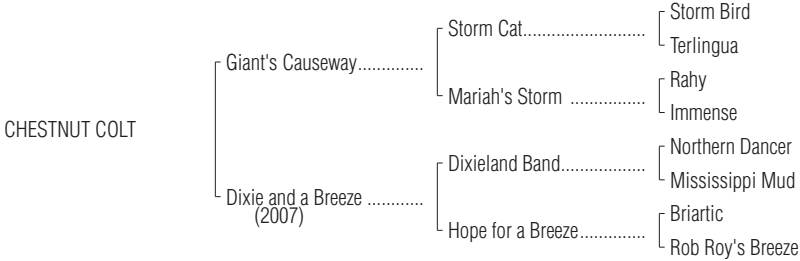 Storm Bird
Storm Cat.........................
Terlingua
Giant's Causeway..............
Rahy
Mariah's Storm ................
Immense
CHESTNUT COLT
Northern Dancer
Dixieland Band..................
Mississippi Mud
Dixie and a Breeze ............
(2007)
Briartic
Hope for a Breeze..............
Rob Roy's Breeze